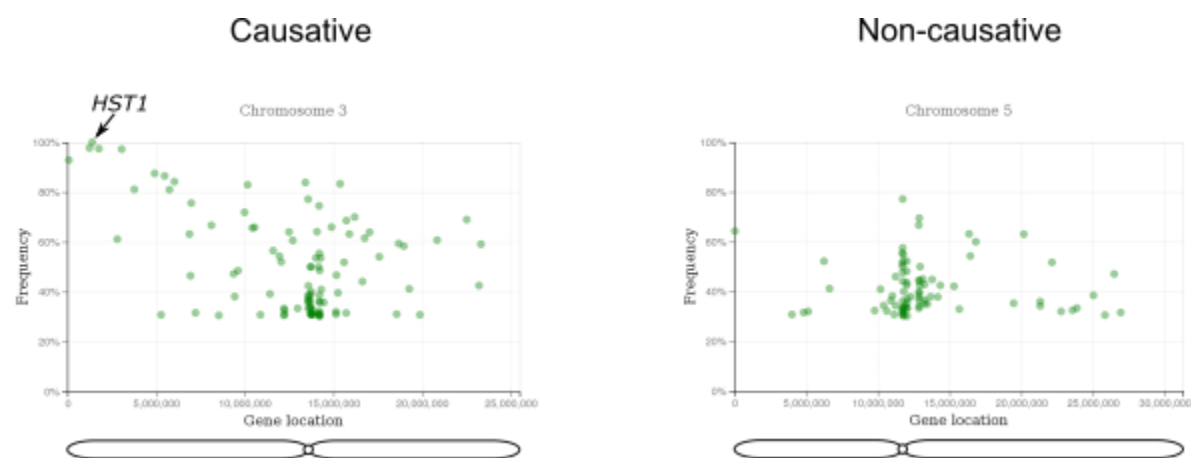 Causative
Non-causative
HST1
Chromosome 3
Chromosome 5
100%
80%
60%
40%
20%
0%
Frequency
0
5,000,000
10,000,000
15,000,000
20,000,000
25,000,000
Gene location
100%
80%
60%
40%
20%
0%
Frequency
0
5,000,000
10,000,000
15,000,000
20,000,000
25,000,000
30,000,000
Gene location